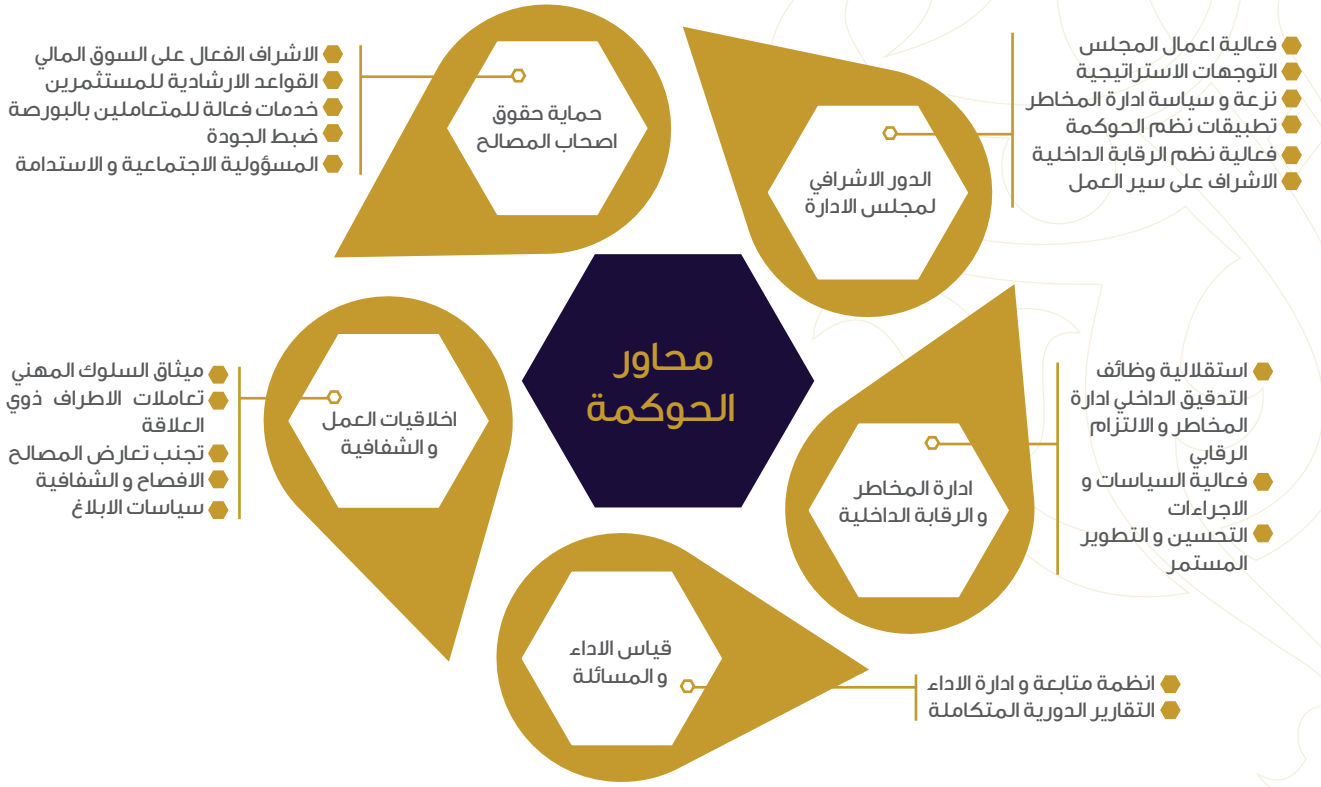 محاور
الحوكمة
الدور الاشرافي
لمجلس الادارة
فعالية اعمال المجلس
التوجهات الاستراتيجية
نزعة و سياسة ادارة المخاطر
تطبيقات نظم الحوكمة
فعالية نظم الرقابة الداخلية
الاشراف على سير العمل
ادارة المخاطر
و الرقابة الداخلية
استقلالية وظائف
التدقيق الداخلي ادارة
المخاطر و الالتزام
الرقابي
فعالية السياسات و
الاجراءات
التحسين و التطوير
المستمر
قياس الاداء
و المسائلة
انظمة متابعة و ادارة الاداء
التقارير الدورية المتكاملة
اخلاقيات العمل
و الشفافية
ميثاق السلوك المهني
تعاملات الاطراف ذوي
العلاقة
تجنب تعارض المصالح
الافصاح و الشفافية
سياسات الابلاغ
حماية حقوق
اصحاب المصالح
الاشراف الفعال على السوق المالي
القواعد الارشادية للمستثمرين
خدمات فعالة للمتعاملين بالبورصة
ضبط الجودة
المسؤولية الاجتماعية و الاستدامة